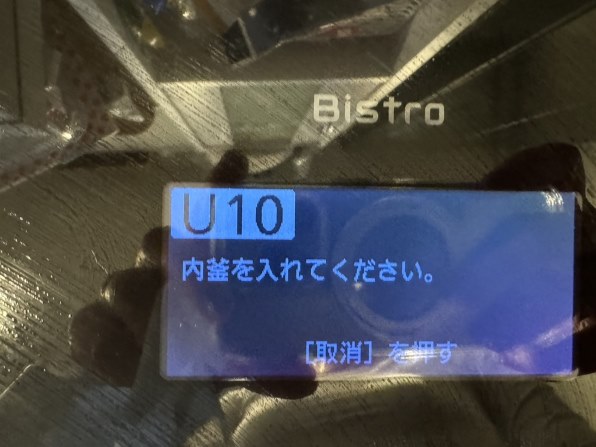 Bistro
U10
内釜を入れてください。
[取消] を押す